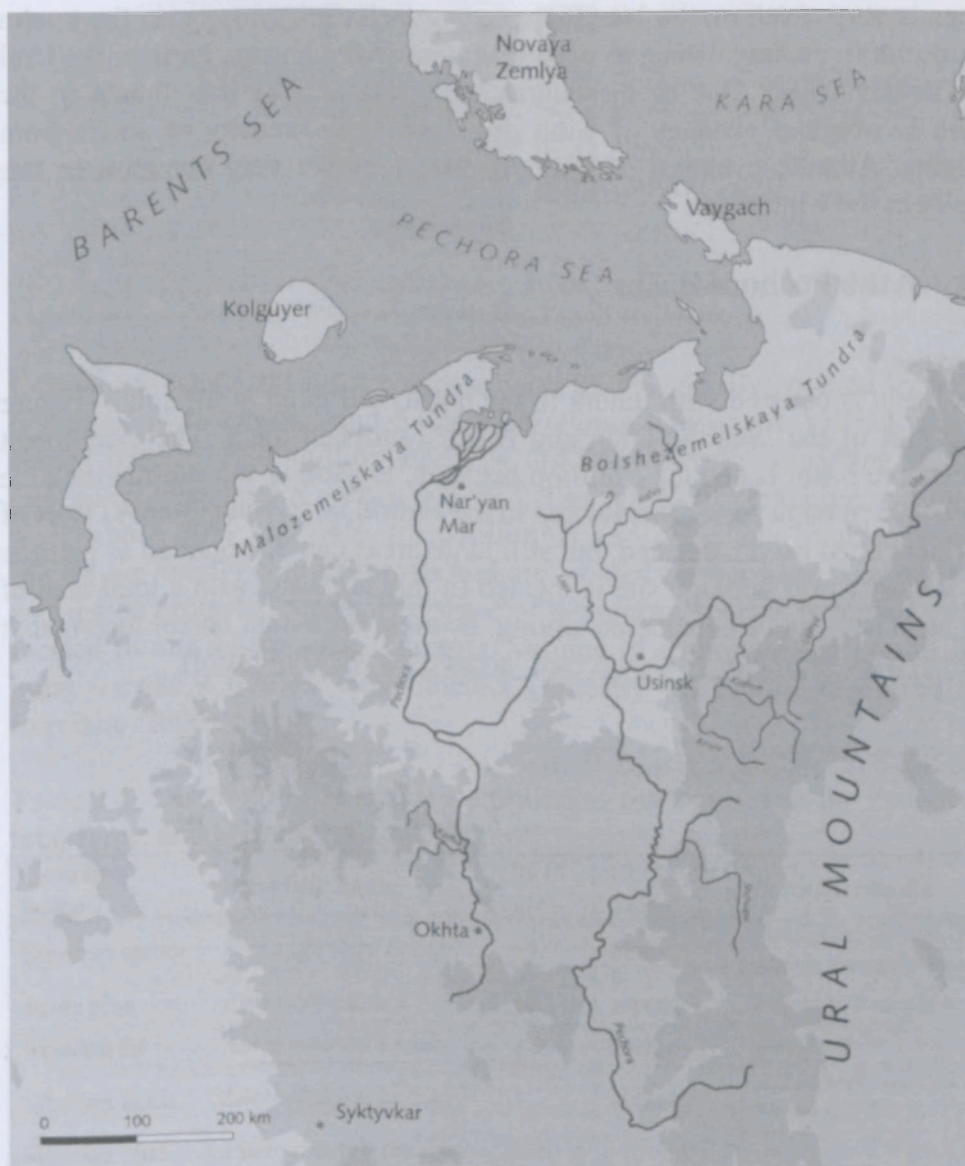 Novaya
Zemlya
KARA SEA
BARENTS SEA
Vaygach
PECHORA SEA
Kolguyer
Malozemelskaya Tundra
Bolshezemelskaya Tundra
Nar'yan
Mar
Usinsk
Pechora
URAL MOUNTAINS
Okhta
Pechora
0 100 200 km
Syktyvkar